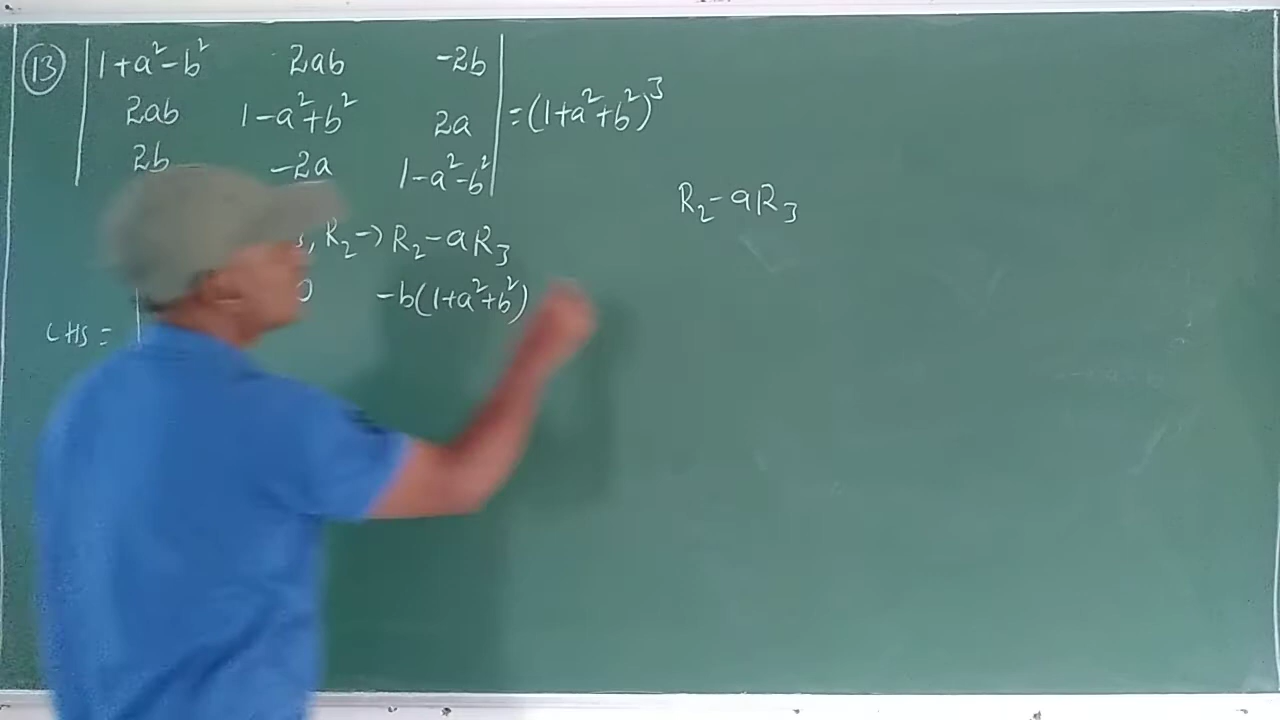 13 | 1+a²-b² 2ab -2b |
| 2ab 1-a²+b² 2a | = (1+a²+b²)³
| 2b -2a 1-a²-b² |
R₂-aR₃
, R₂→R₂-aR₃
0 -b(1+a²+b²)
LHS = |